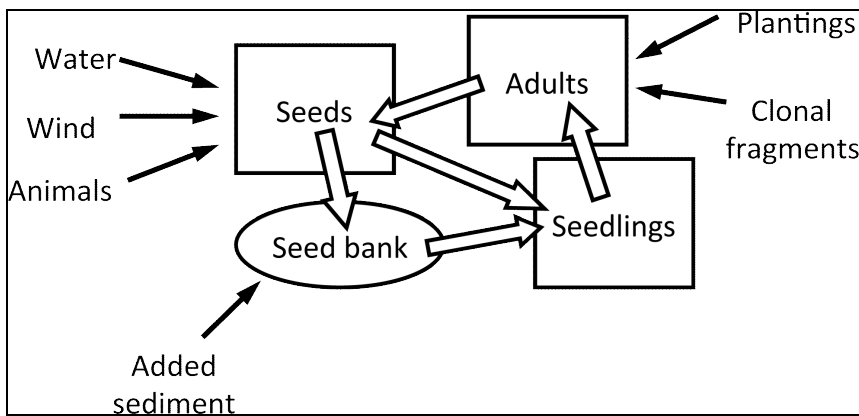 Plantings
Water
Adults
Seeds
Wind
Clonal
fragments
Animals
Seedlings
Seed bank
Added
sediment